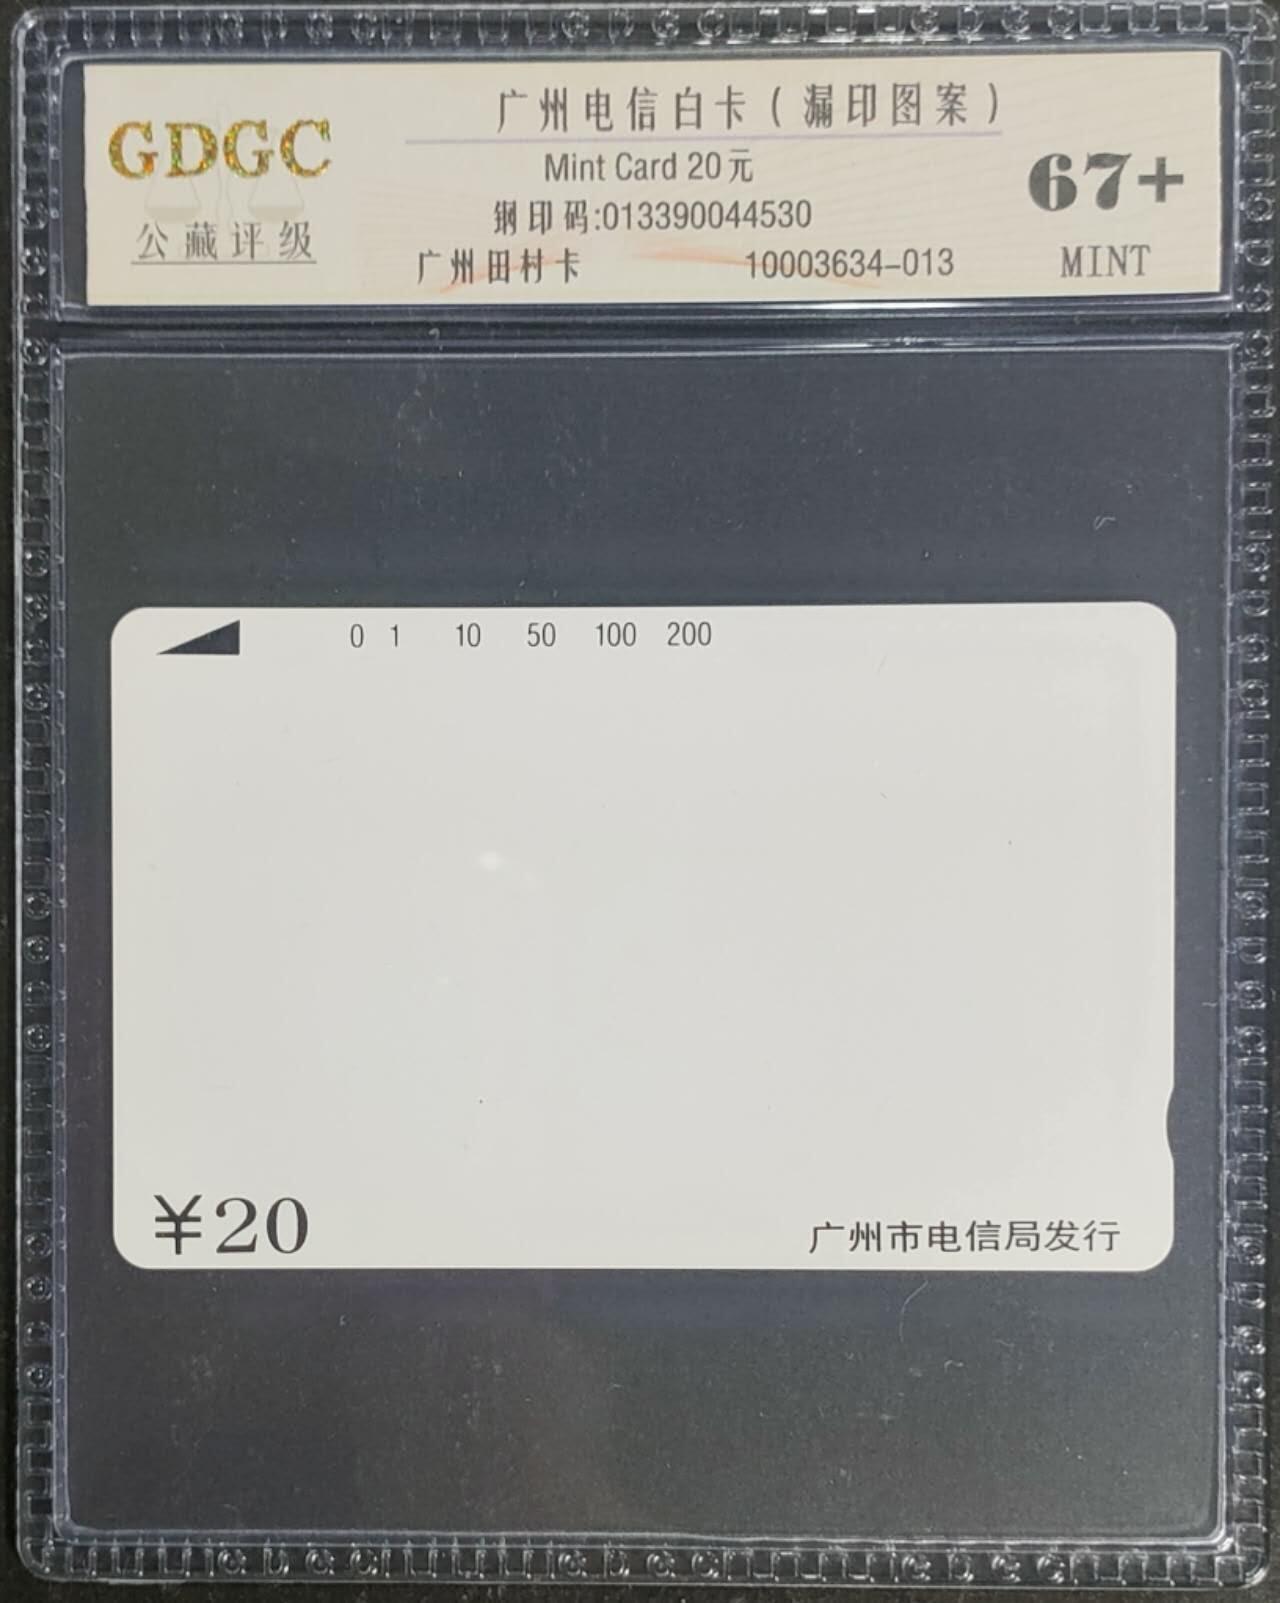 GDGC
公藏评级
广州电信白卡(漏印图案)
Mint Card 20元
钢印码:013390044530
广州田村卡 10003634-013
67+
MINT
0 1 10 50 100 200
¥20
广州市电信局发行